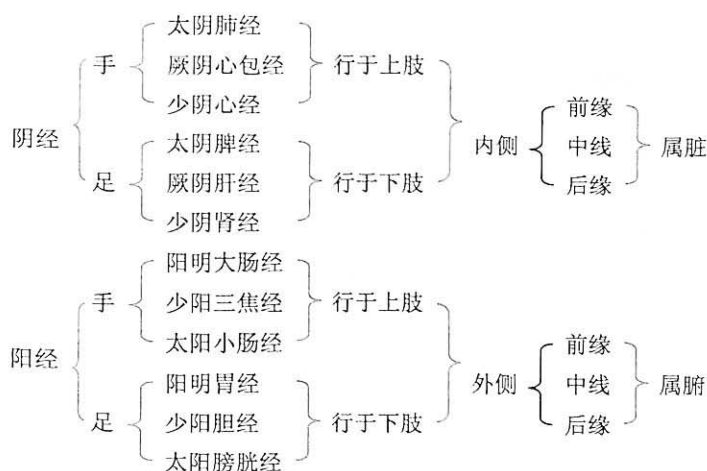 太阴肺经
手 厥阴心包经 行于上肢
少阴心经
阴经
太阴脾经
足 厥阴肝经 行于下肢
少阴肾经
内侧 前缘 中线 后缘 属脏
阳明大肠经
手 少阳三焦经 行于上肢
太阳小肠经
阳经
阳明胃经
足 少阳胆经 行于下肢
太阳膀胱经
外侧 前缘 中线 后缘 属腑